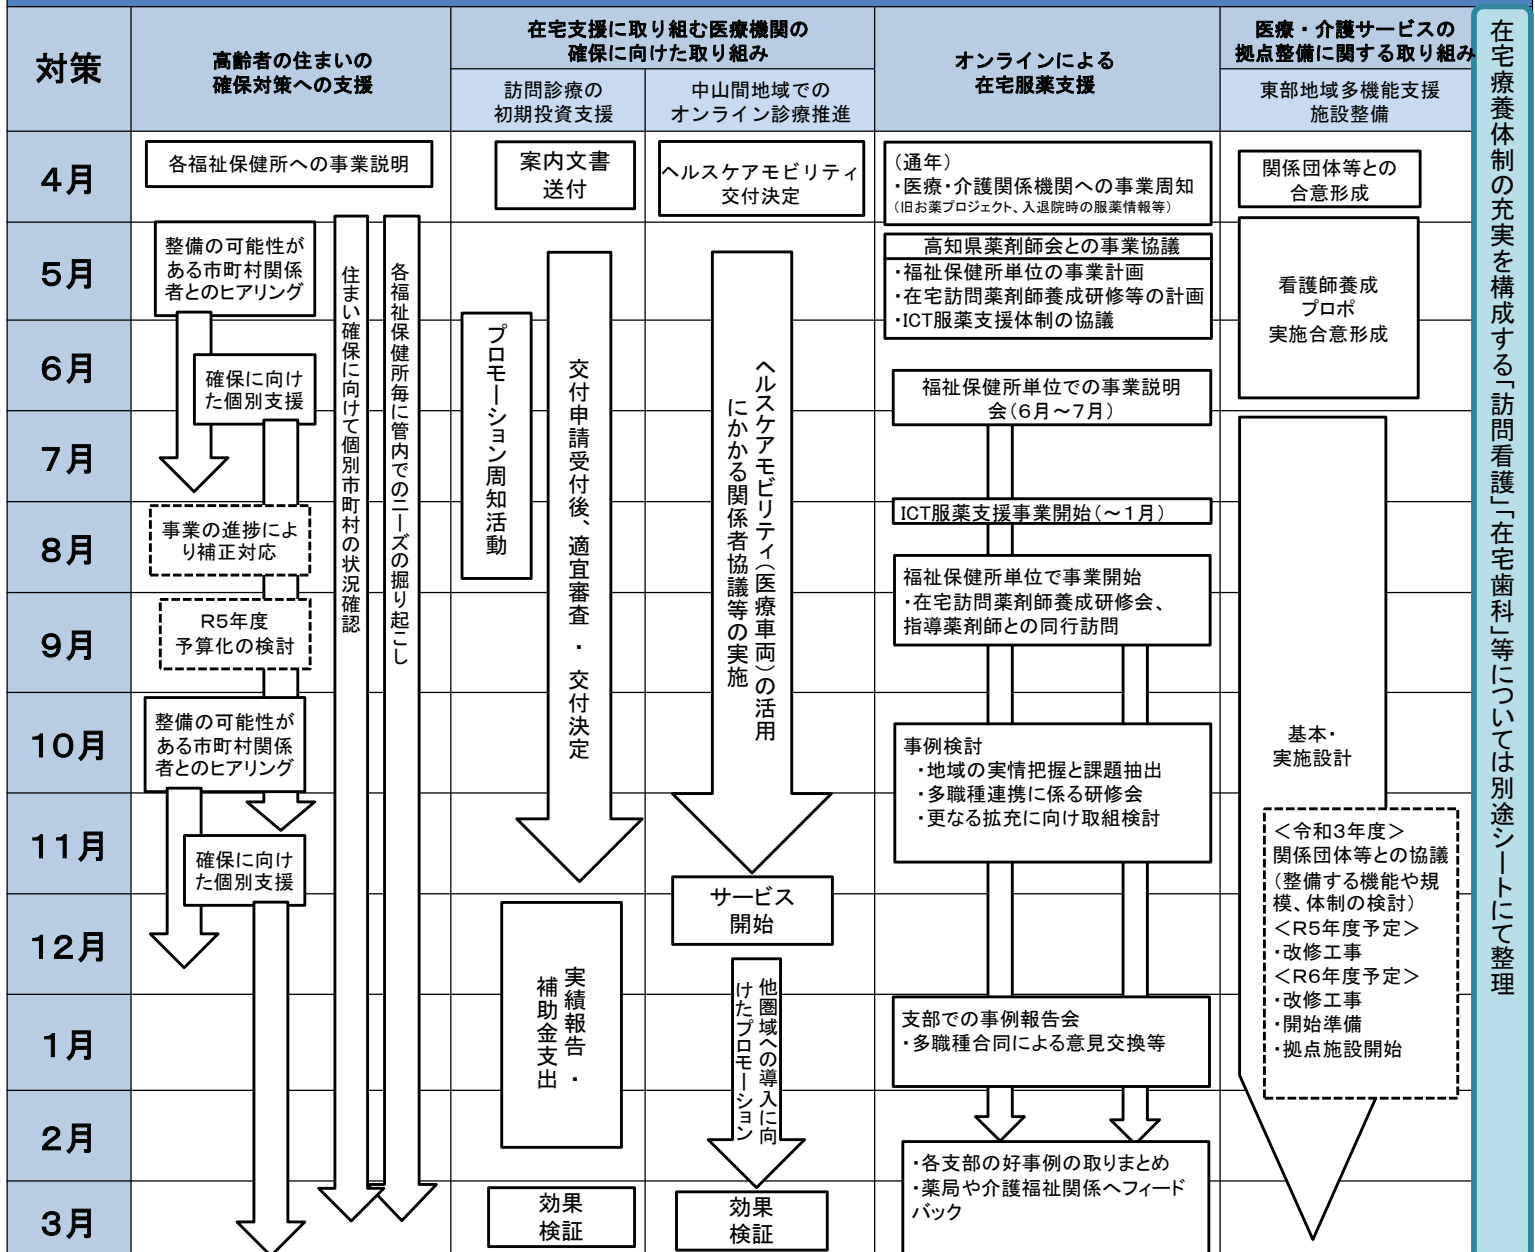 対策
高齢者の住まいの
確保対策への支援
在宅支援に取り組む医療機関の
確保に向けた取り組み
訪問診療の
初期投資支援
中山間地域での
オンライン診療推進
オンラインによる
在宅服薬支援
医療・介護サービスの
拠点整備に関する取り組み
東部地域多機能支援
施設整備
4月
5月
6月
7月
8月
9月
10月
11月
12月
1月
2月
3月
各福祉保健所への事業説明
整備の可能性が
ある市町村関係
者とのヒアリング
確保に向け
た個別支援
事業の進捗によ
り補正対応
R5年度
予算化の検討
整備の可能性が
ある市町村関係
者とのヒアリング
確保に向け
た個別支援
住まい確保に向けて個別市町村の状況確認
各福祉保健所毎に管内でのニーズの掘り起こし
案内文書
送付
プロモーション周知活動
交付申請受付後、適宜審査・交付決定
実績報告・
補助金支出
効果
検証
ヘルスケアモビリティ
交付決定
ヘルスケアモビリティ(医療車両)の活用
にかかる関係者協議等の実施
サービス
開始
他圏域への導入に向
けたプロモーション
効果
検証
(通年)
・医療・介護関係機関への事業周知
(旧お薬プロジェクト、入退院時の服薬情報等)
高知県薬剤師会との事業協議
・福祉保健所単位の事業計画
・在宅訪問薬剤師養成研修等の計画
・ICT服薬支援体制の協議
福祉保健所単位での事業説明
会(6月～7月)
ICT服薬支援事業開始(～1月)
福祉保健所単位で事業開始
・在宅訪問薬剤師養成研修会、
指導薬剤師との同行訪問
事例検討
・地域の実情把握と課題抽出
・多職種連携に係る研修会
・更なる拡充に向け取組検討
支部での事例報告会
・多職種合同による意見交換等
・各支部の好事例の取りまとめ
・薬局や介護福祉関係へフィード
バック
関係団体等との
合意形成
看護師養成
プロポ
実施合意形成
基本・
実施設計
＜令和3年度＞
関係団体等との協議
(整備する機能や規
模、体制の検討)
＜R5年度予定＞
・改修工事
＜R6年度予定＞
・改修工事
・開始準備
・拠点施設開始
在宅療養体制の充実を構成する「訪問看護」「在宅歯科」等については別途シートにて整理